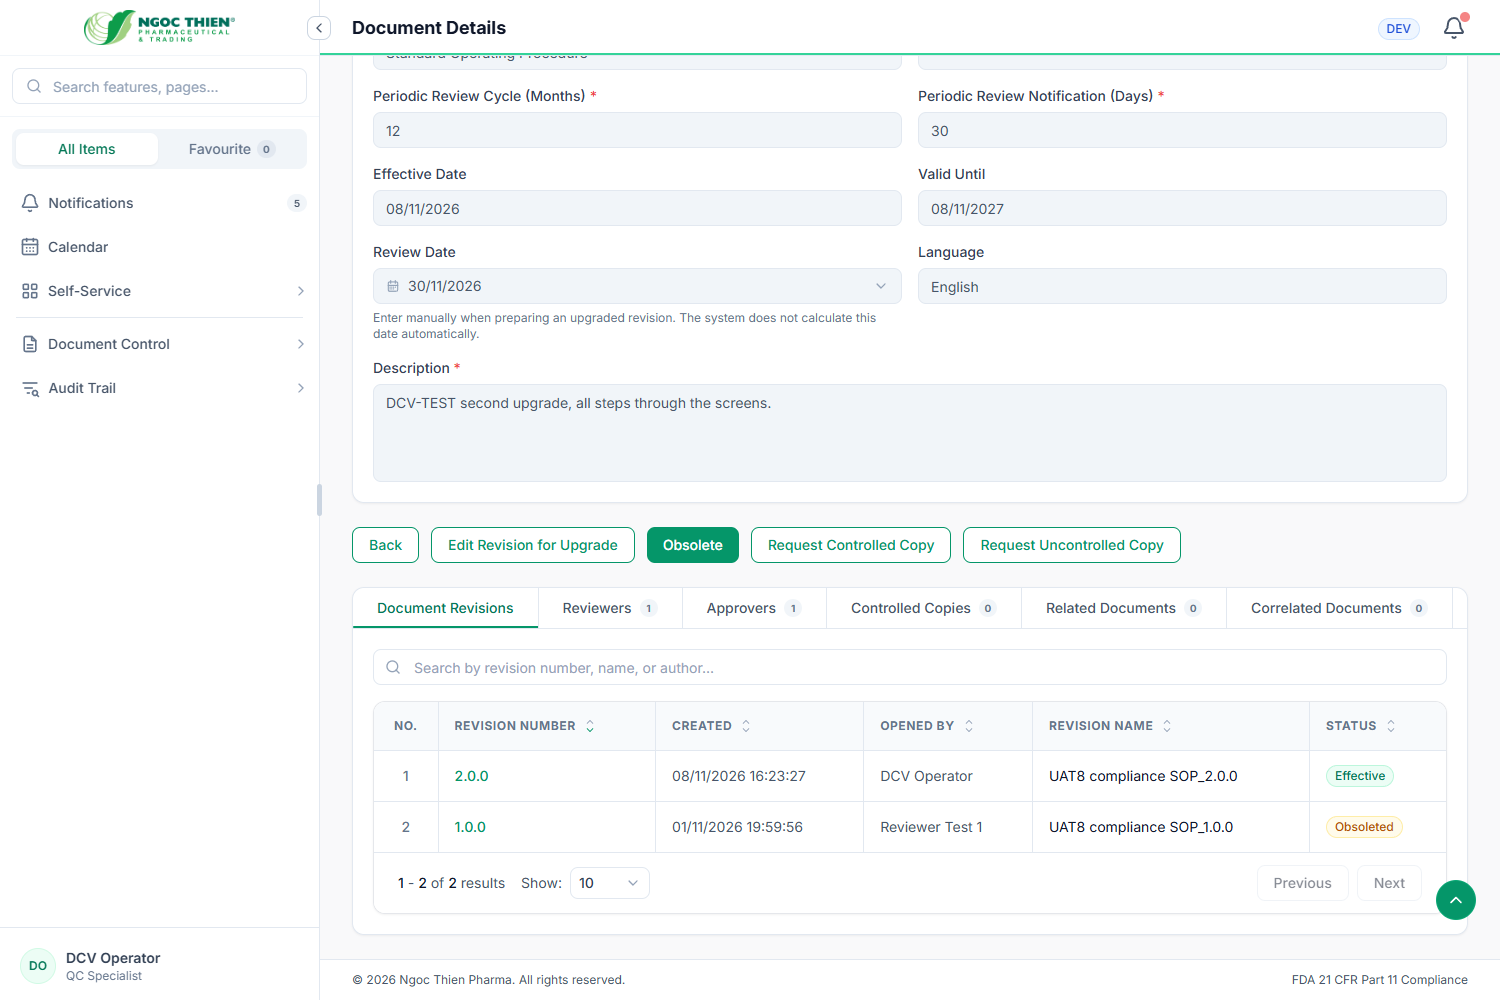 NGOC THIEN®
PHARMACEUTICAL
& TRADING
Document Details
DEV
Search features, pages...
All Items
Favourite 0
Notifications 5
Calendar
Self-Service
Document Control
Audit Trail
DO
DCV Operator
QC Specialist
Standard Operating Procedure
Periodic Review Cycle (Months) *
Periodic Review Notification (Days) *
12
30
Effective Date
Valid Until
08/11/2026
08/11/2027
Review Date
Language
30/11/2026
English
Enter manually when preparing an upgraded revision. The system does not calculate this
date automatically.
Description *
DCV-TEST second upgrade, all steps through the screens.
Back
Edit Revision for Upgrade
Obsolete
Request Controlled Copy
Request Uncontrolled Copy
Document Revisions
Reviewers 1
Approvers 1
Controlled Copies 0
Related Documents 0
Correlated Documents 0
Search by revision number, name, or author...
NO. REVISION NUMBER CREATED OPENED BY REVISION NAME STATUS
1 2.0.0 08/11/2026 16:23:27 DCV Operator UAT8 compliance SOP_2.0.0 Effective
2 1.0.0 01/11/2026 19:59:56 Reviewer Test 1 UAT8 compliance SOP_1.0.0 Obsoleted
1 - 2 of 2 results Show: 10
Previous Next
© 2026 Ngoc Thien Pharma. All rights reserved.
FDA 21 CFR Part 11 Compliance